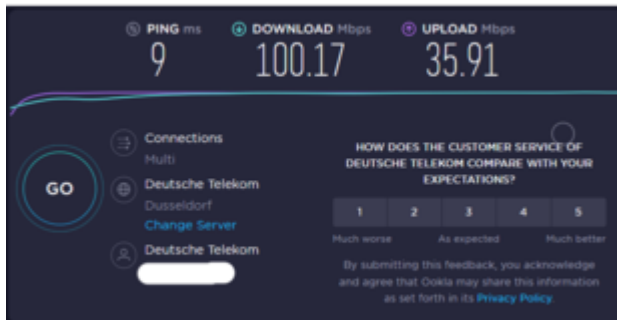 PING ms
9
DOWNLOAD Mbps
100.17
UPLOAD Mbps
35.91
GO
Connections
Multi
Deutsche Telekom
Dusseldorf
Change Server
Deutsche Telekom
HOW DOES THE CUSTOMER SERVICE OF
DEUTSCHE TELEKOM COMPARE WITH YOUR
EXPECTATIONS?
1 2 3 4 5
Much worse As expected Much better
By submitting this feedback, you acknowledge
and agree that Ookla may share this information
as set forth in its Privacy Policy.